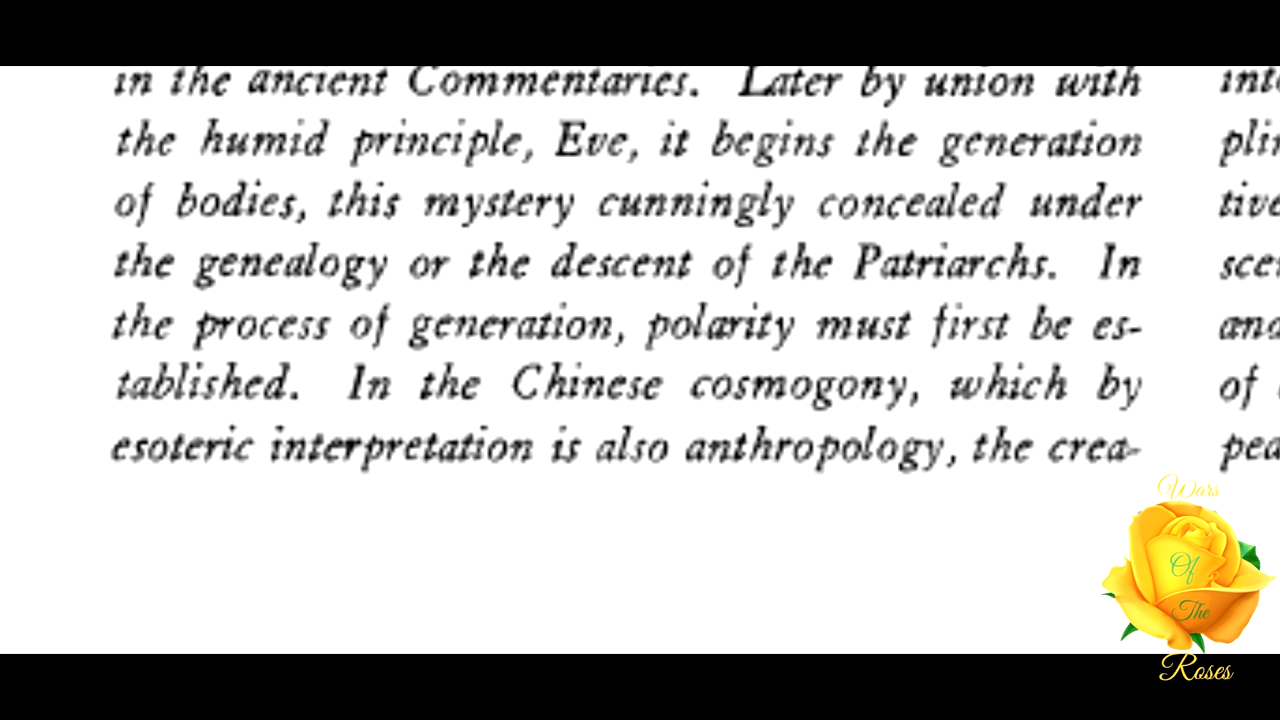 in the ancient Commentaries. Later by union with
the humid principle, Eve, it begins the generation
of bodies, this mystery cunningly concealed under
the genealogy or the descent of the Patriarchs. In
the process of generation, polarity must first be es-
tablished. In the Chinese cosmogony, which by
esoteric interpretation is also anthropology, the crea-
of
Wars
Of
The
Roses